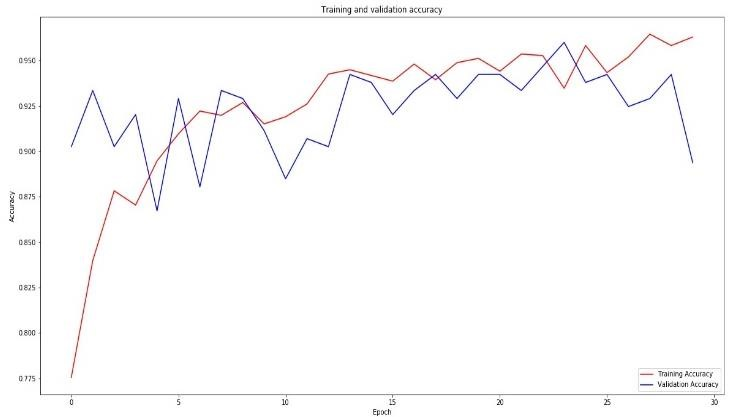 Training and validation accuracy
0.950
0.925
0.900
0.875
0.850
0.825
0.800
0.775
Accuracy
0 5 10 15 20 25 30
Epoch
Training Accuracy
Validation Accuracy